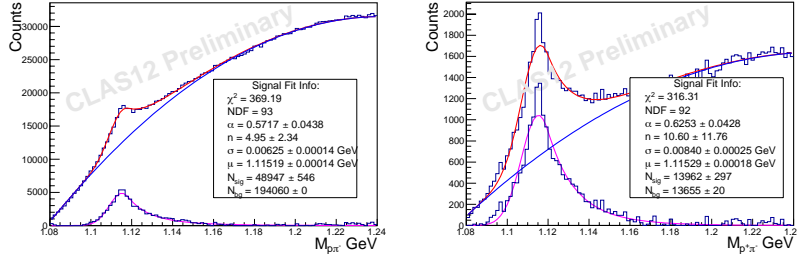 Counts
30000
25000
20000
15000
10000
5000
0
1.08
1.1
1.12
1.14
1.16
1.18
1.2
1.22
1.24
M_pπ⁻ GeV
CLAS12 Preliminary
Signal Fit Info:
χ² = 369.19
NDF = 93
α = 0.5717 ± 0.0438
n = 4.95 ± 2.34
σ = 0.00625 ± 0.00014 GeV
μ = 1.11519 ± 0.00014 GeV
N_sig = 48947 ± 546
N_bg = 194060 ± 0
Counts
2000
1800
1600
1400
1200
1000
800
600
400
200
0
1.08
1.1
1.12
1.14
1.16
1.18
1.2
1.22
1.2
M_p⁺π⁻ GeV
CLAS12 Preliminary
Signal Fit Info:
χ² = 316.31
NDF = 92
α = 0.6253 ± 0.0428
n = 10.60 ± 11.76
σ = 0.00840 ± 0.00025 GeV
μ = 1.11529 ± 0.00018 GeV
N_sig = 13962 ± 297
N_bg = 13655 ± 20